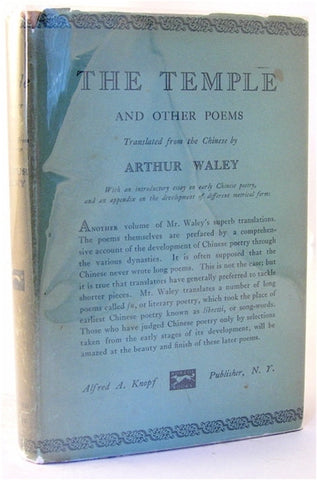 THE TEMPLE
AND OTHER POEMS
Translated from the Chinese by
ARTHUR WALEY
With an introductory essay on early Chinese poetry,
and an appendix on the development of different metrical forms
ANOTHER volume of Mr. Waley's superb translations.
The poems themselves are prefaced by a comprehen-
sive account of the development of Chinese poetry through
the various dynasties. It is often supposed that the
Chinese never wrote long poems. This is not the case; but
it is true that translators have generally preferred to tackle
shorter pieces. Mr. Waley translates a number of long
poems called fu, or literary poetry, which took the place of
earliest Chinese poetry known as
or song-words.
Those who have judged Chinese poetry only by selections
taken from the early stages of its development, will be
amazed at the beauty and finish of these later poems.
Alfred A. Knopf
Publisher, N. Y.